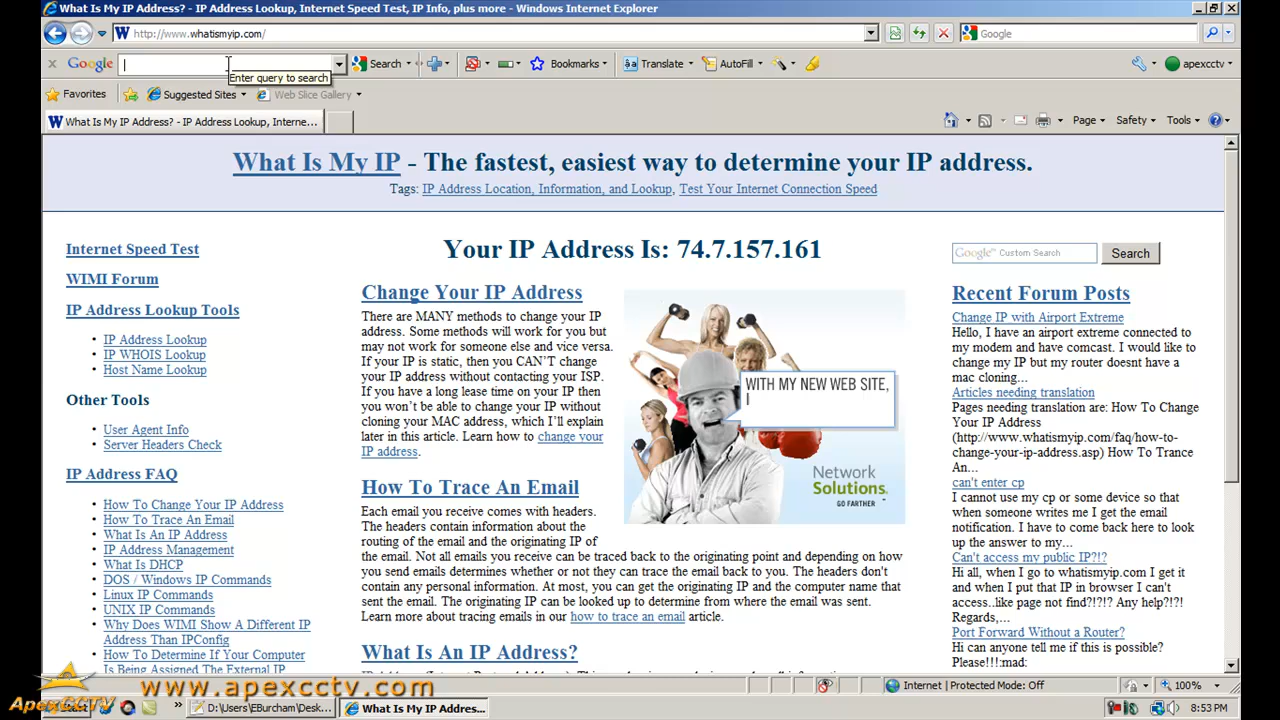 What Is My IP Address? - IP Address Lookup, Internet Speed Test, IP Info, plus more - Windows Internet Explorer
http://www.whatismyip.com/
Google
Google
Search
Bookmarks
Translate
AutoFill
apexcctv
Enter query to search
Favorites
Suggested Sites
Web Slice Gallery
What Is My IP Address? - IP Address Lookup, Interne...
Page
Safety
Tools
What Is My IP - The fastest, easiest way to determine your IP address.
Tags: IP Address Location, Information, and Lookup, Test Your Internet Connection Speed
Internet Speed Test
WIMI Forum
IP Address Lookup Tools
• IP Address Lookup
• IP WHOIS Lookup
• Host Name Lookup
Other Tools
• User Agent Info
• Server Headers Check
IP Address FAQ
• How To Change Your IP Address
• How To Trace An Email
• What Is An IP Address
• IP Address Management
• What Is DHCP
• DOS / Windows IP Commands
• Linux IP Commands
• UNIX IP Commands
• Why Does WIMI Show A Different IP
Address Than IPConfig
• How To Determine If Your Computer
Is Being Assigned The External IP
Your IP Address Is: 74.7.157.161
Change Your IP Address
There are MANY methods to change your IP
address. Some methods will work for you but
may not work for someone else and vice versa.
If your IP is static, then you CAN'T change
your IP address without contacting your ISP.
If you have a long lease time on your IP then
you won't be able to change your IP without
cloning your MAC address, which I'll explain
later in this article. Learn how to change your
IP address.
WITH MY NEW WEB SITE,
I
Network
Solutions.
GO FARTHER
How To Trace An Email
Each email you receive comes with headers.
The headers contain information about the
routing of the email and the originating IP of
the email. Not all emails you receive can be traced back to the originating point and depending on how
you send emails determines whether or not they can trace the email back to you. The headers don't
contain any personal information. At most, you can get the originating IP and the computer name that
sent the email. The originating IP can be looked up to determine from where the email was sent.
Learn more about tracing emails in our how to trace an email article.
What Is An IP Address?
Google™ Custom Search
Search
Recent Forum Posts
Change IP with Airport Extreme
Hello, I have an airport extreme connected to
my modem and have comcast. I would like to
change my IP but my router doesnt have a
mac cloning...
Articles needing translation
Pages needing translation are: How To Change
Your IP Address
(http://www.whatismyip.com/faq/how-to-
change-your-ip-address.asp) How To Trance
An...
can't enter cp
I cannot use my cp or some device so that
when someone writes me I get the email
notification. I have to come back here to look
up the answer to my...
Can't access my public IP?!?
Hi all, when I go to whatismyip.com I get it
and when I put that IP in browser I can't
access..like page not find?!?!? Any help?!?!
Regards,...
Port Forward Without a Router?
Hi can anyone tell me if this is possible?
Please!!!:mad:
Internet | Protected Mode: Off
100%
www.apexcctv.com
ApexCCTV
Start
D:\Users\EBurcham\Desk...
What Is My IP Addres...
8:53 PM